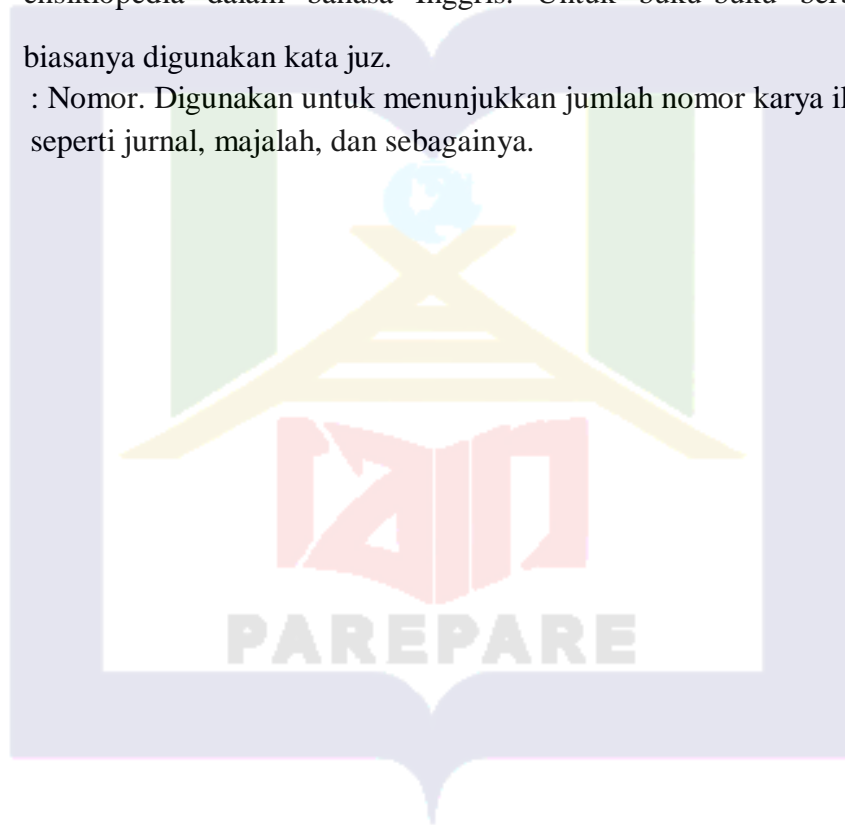 ensiklopedia dalam bahasa Inggris. Untuk buku-buku
biasanya digunakan kata juz.
: Nomor. Digunakan untuk menunjukkan jumlah nomor karya
seperti jurnal, majalah, dan sebagainya.
iain
PAREPARE